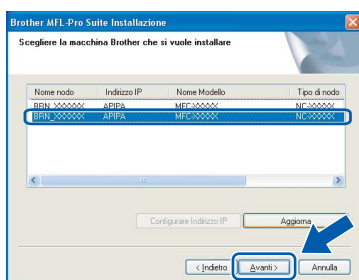 Brother MFL-Pro Suite Installazione
Scegliere la macchina Brother che si vuole installare
Nome nodo Indirizzo IP Nome Modello Tipo di nodo
BRN_XXXXXX APIPA MFC-XXXXX NC-XXXXX
BRN_XXXXXX APIPA MFC-XXXXX NC-XXXXX
Configurare Indirizzo IP Aggiorna
< Indietro Avanti > Annulla